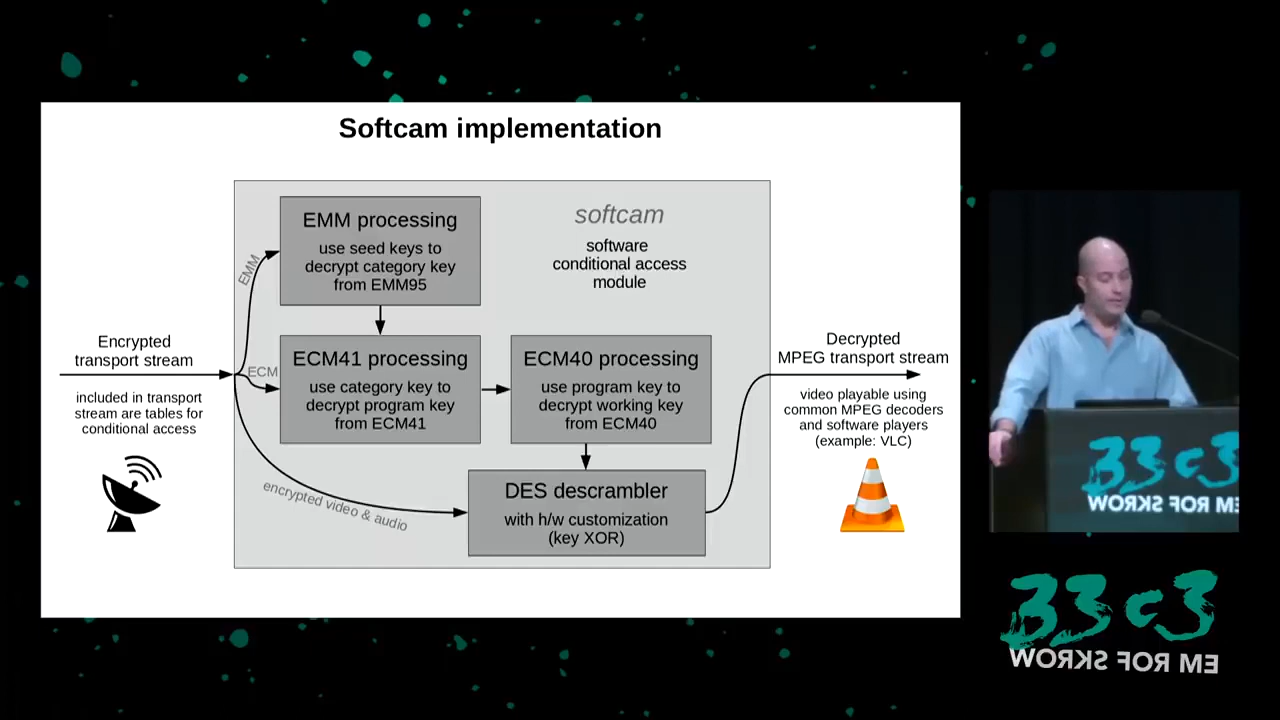 Softcam implementation
EMM processing
use seed keys to
decrypt category key
from EMM95
softcam
software
conditional access
module
EMM
Encrypted
transport stream
included in transport
stream are tables for
conditional access
ECM
ECM41 processing
use category key to
decrypt program key
from ECM41
ECM40 processing
use program key to
decrypt working key
from ECM40
encrypted video & audio
DES descrambler
with h/w customization
(key XOR)
Decrypted
MPEG transport stream
video playable using
common MPEG decoders
and software players
(example: VLC)
33c3
WORKS FOR ME
33c3
WORKS FOR ME